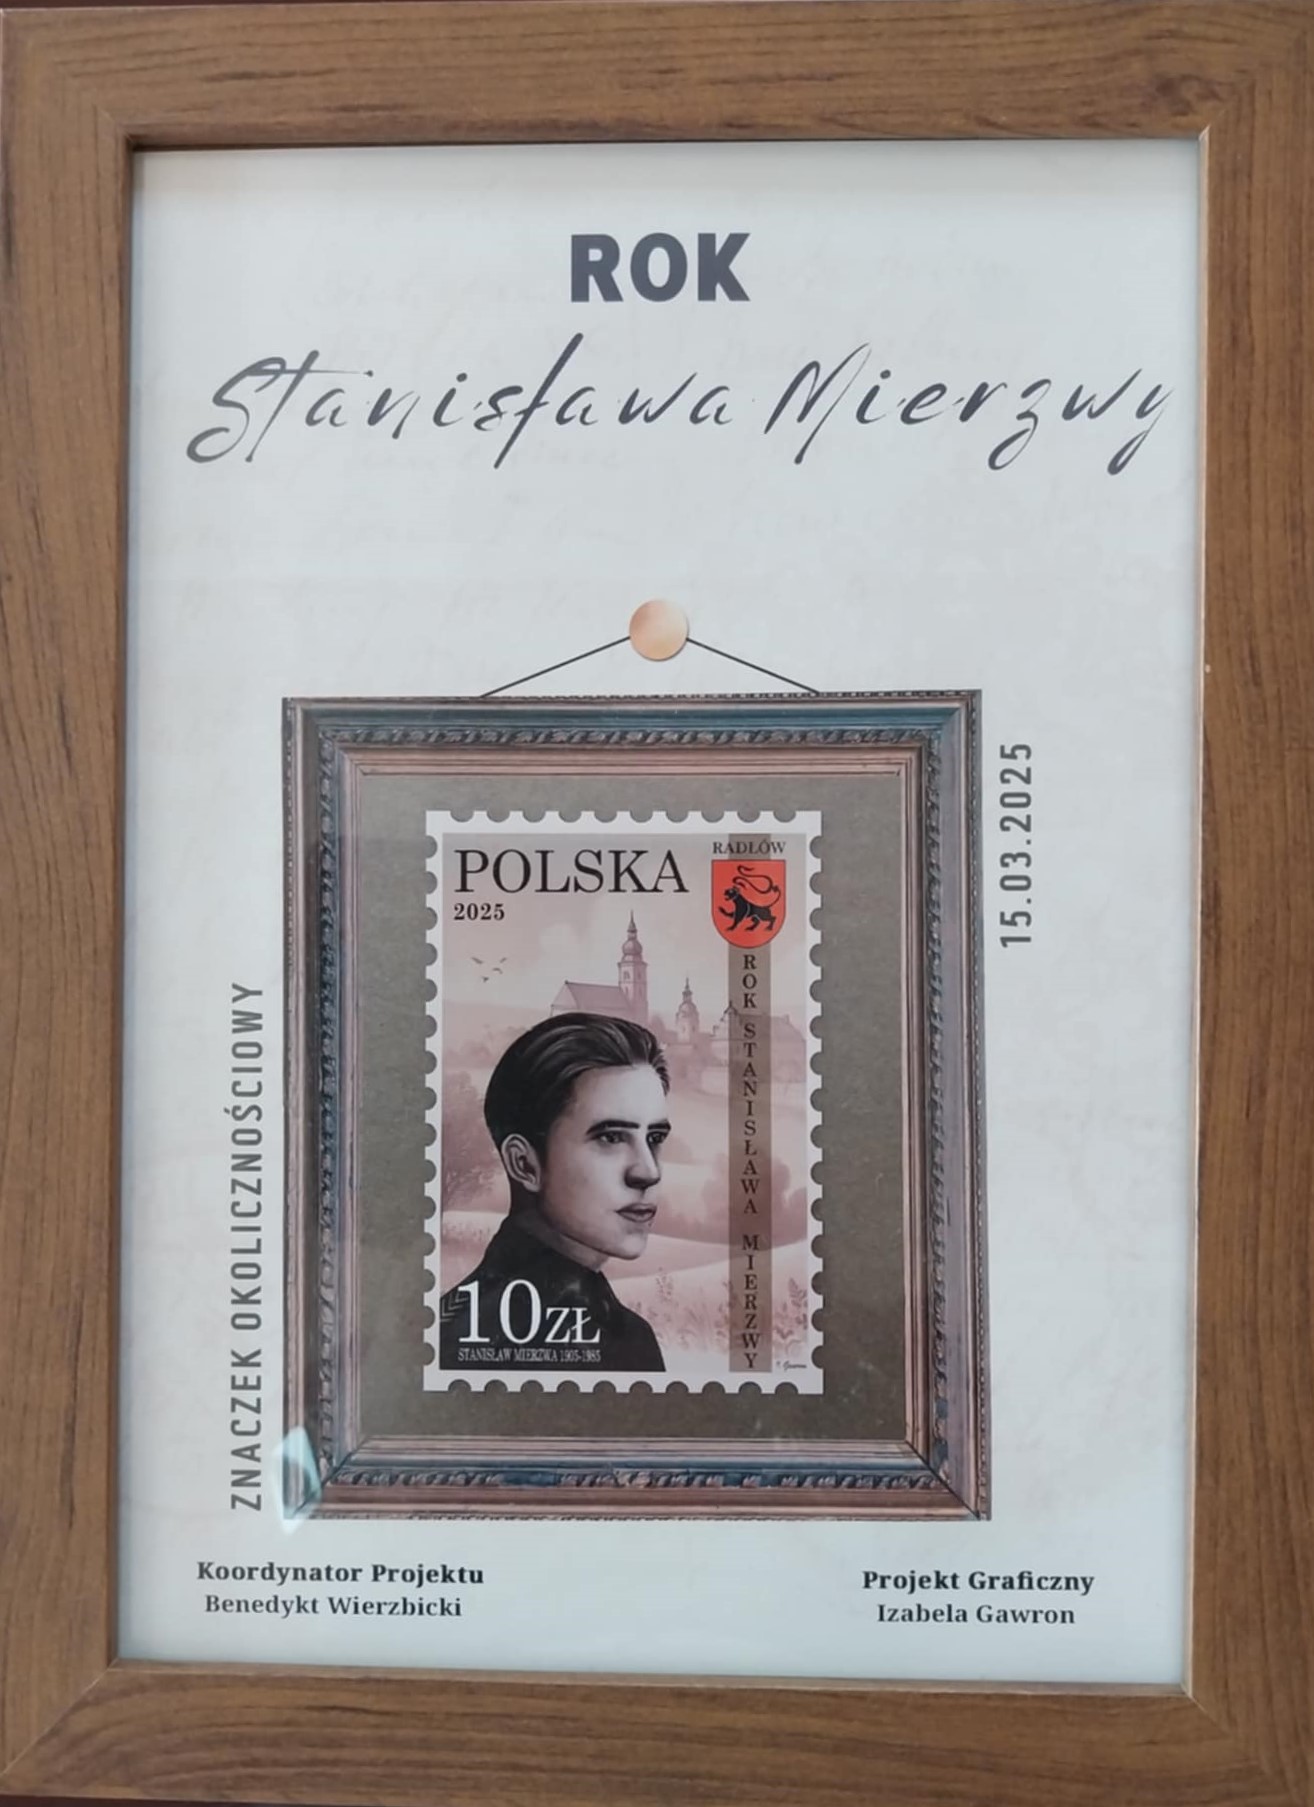 ROK
Stanisława Mierzwy
15.03.2025
ZNACZEK OKOLICZNOŚCIOWY
POLSKA
2025
RADŁÓW
ROK STANISŁAWA MIERZWY
10ZŁ
STANISŁAW MIERZWA 1905-1985
Koordynator Projektu
Benedykt Wierzbicki
Projekt Graficzny
Izabela Gawron